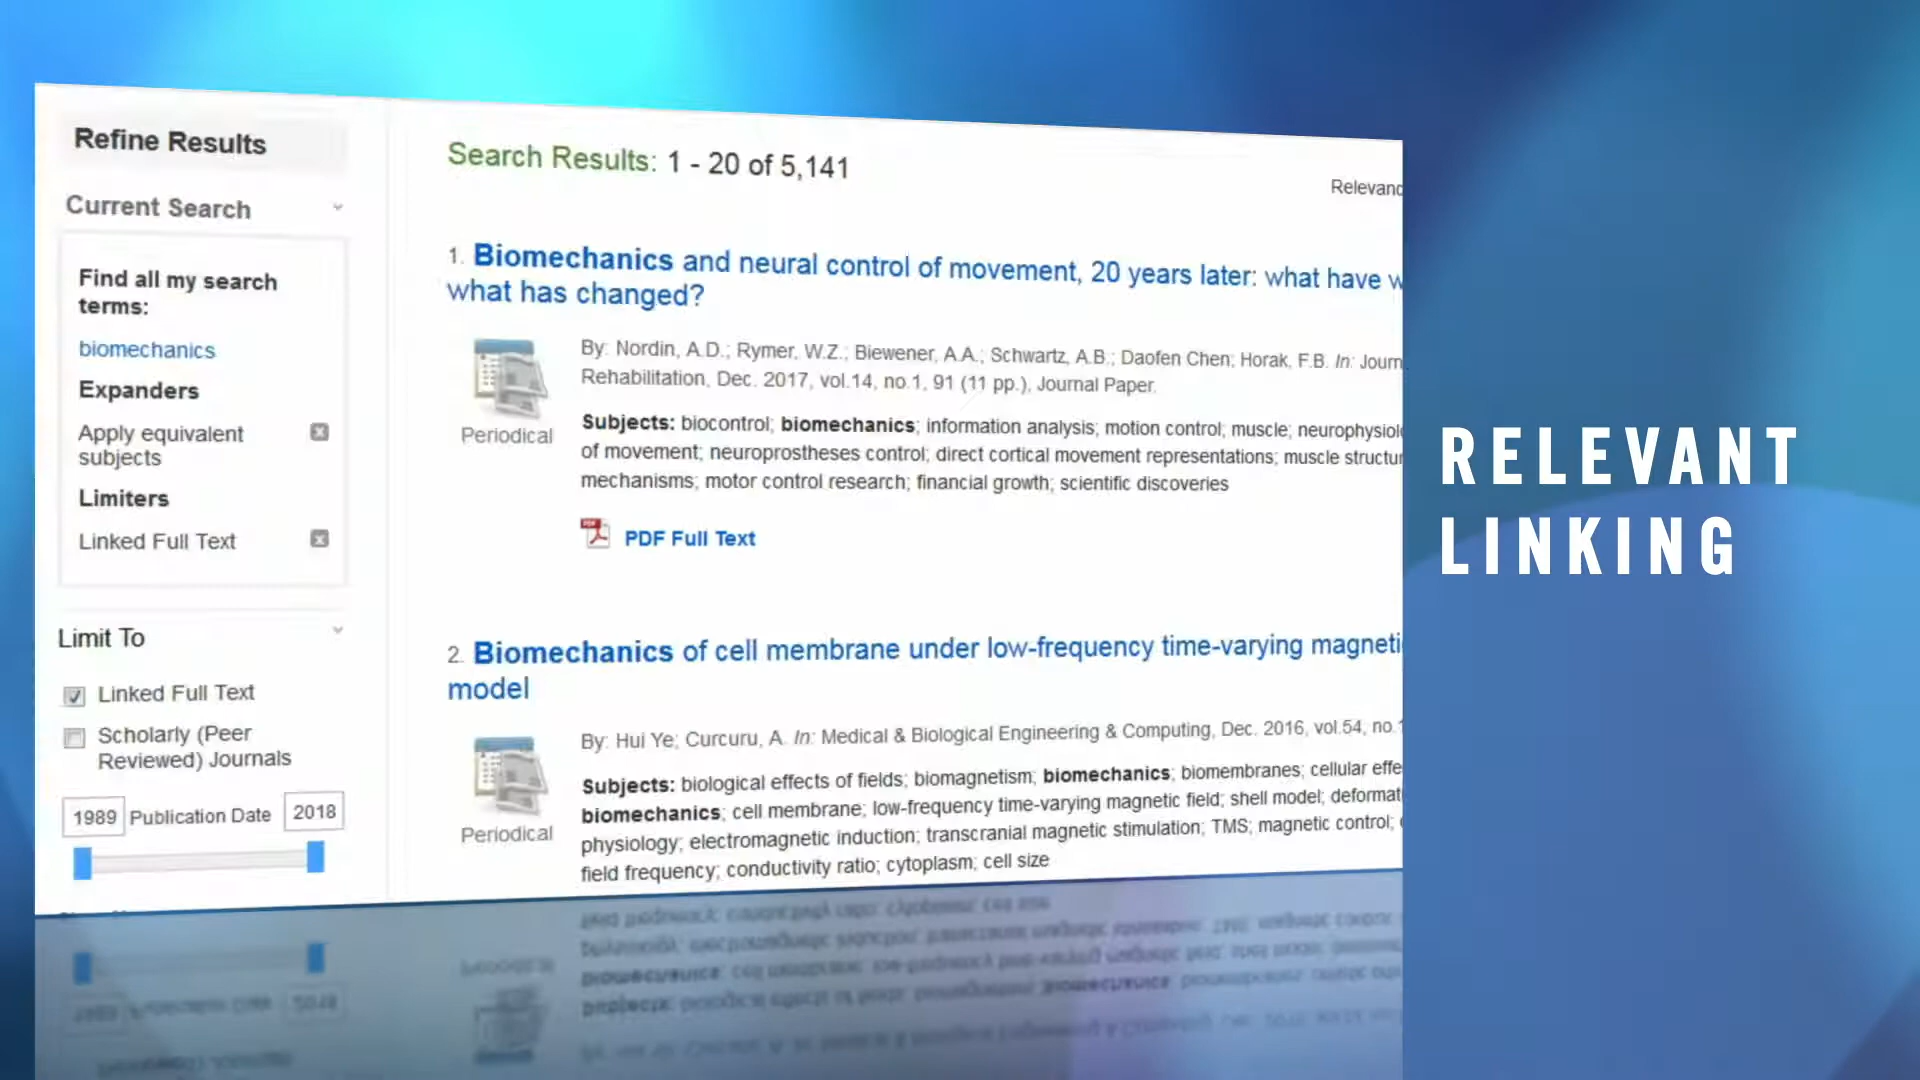 Refine Results
Current Search
Find all my search
terms:
biomechanics
Expanders
Apply equivalent
subjects
Limiters
Linked Full Text
Limit To
Linked Full Text
Scholarly (Peer
Reviewed) Journals
1989 Publication Date 2018
Search Results: 1 - 20 of 5,141
1. Biomechanics and neural control of movement, 20 years later: what have
what has changed?
Periodical
By: Nordin, A.D.; Rymer, W.Z.; Biewener, A.A.; Schwartz, A.B.; Daofen Chen; Horak, F.B. In: Journ
Rehabilitation, Dec. 2017, vol.14, no.1, 91 (11 pp.), Journal Paper.
Subjects: biocontrol; biomechanics; information analysis; motion control; muscle; neurophysiol
of movement; neuroprostheses control; direct cortical movement representations; muscle structur
mechanisms; motor control research; financial growth; scientific discoveries
PDF Full Text
2. Biomechanics of cell membrane under low-frequency time-varying magneti
model
Periodical
By: Hui Ye; Curcuru, A. In: Medical & Biological Engineering & Computing, Dec. 2016, vol.54, no.
Subjects: biological effects of fields; biomagnetism; biomechanics; biomembranes; cellular effe
biomechanics; cell membrane; low-frequency time-varying magnetic field; shell model; deformat
physiology; electromagnetic induction; transcranial magnetic stimulation; TMS; magnetic control;
field frequency; conductivity ratio; cytoplasm; cell size
Relevanc
RELEVANT
LINKING